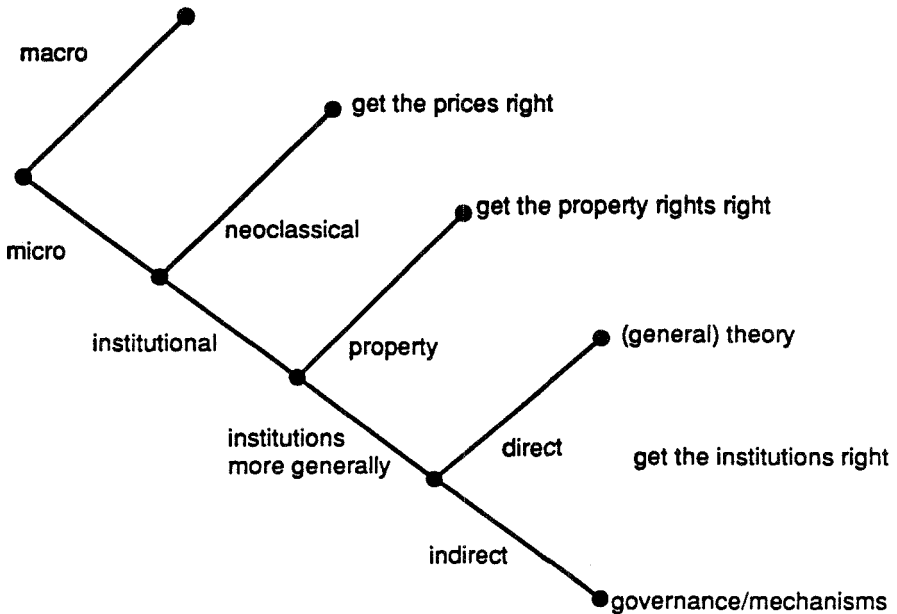 macro
get the prices right
get the property rights right
neoclassical
micro
institutional
property
(general) theory
institutions
more generally
direct
get the institutions right
indirect
governance/mechanisms